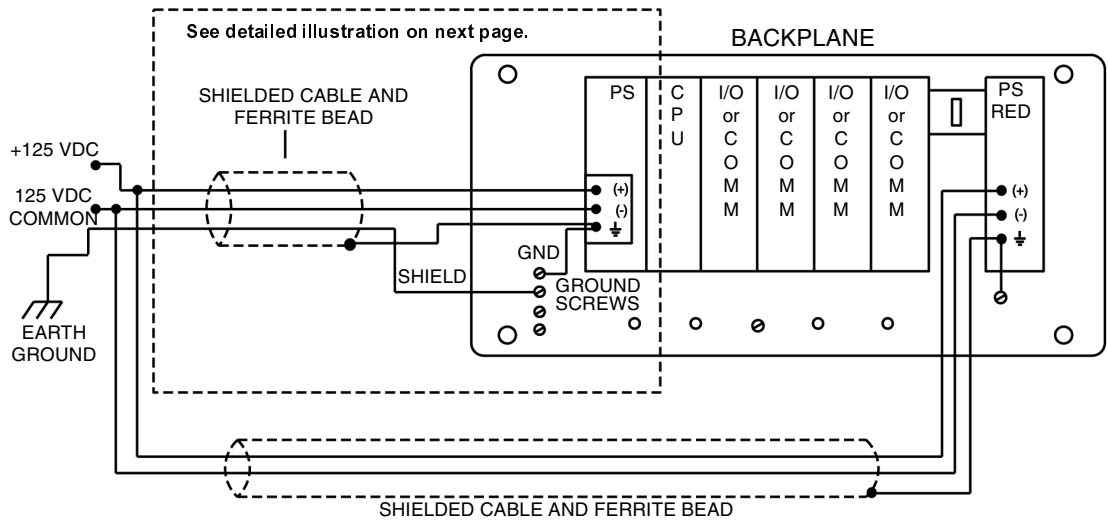 See detailed illustration on next page.
BACKPLANE
SHIELDED CABLE AND
FERRITE BEAD
+125 VDC
125 VDC
COMMON
EARTH
GROUND
SHIELD
GND
GROUND
SCREWS
PS
(+)
(-)
C
P
U
I/O
or
C
O
M
M
I/O
or
C
O
M
M
I/O
or
C
O
M
M
I/O
or
C
O
M
M
PS
RED
(+)
(-)
SHIELDED CABLE AND FERRITE BEAD